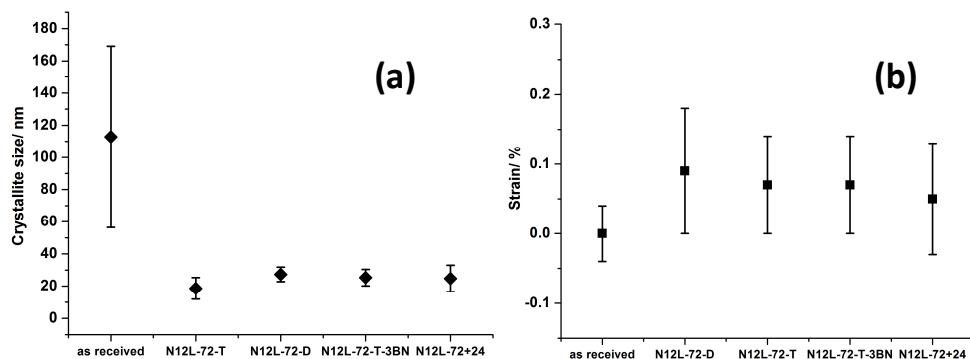 (a)
Crystallite size/ nm
180
160
140
120
100
80
60
40
20
0
as received N12L-72-T N12L-72-D N12L-72-T-3BN N12L-72+24
(b)
Strain/ %
0.3
0.2
0.1
0.0
-0.1
as received N12L-72-D N12L-72-T N12L-72-T-3BN N12L-72+24